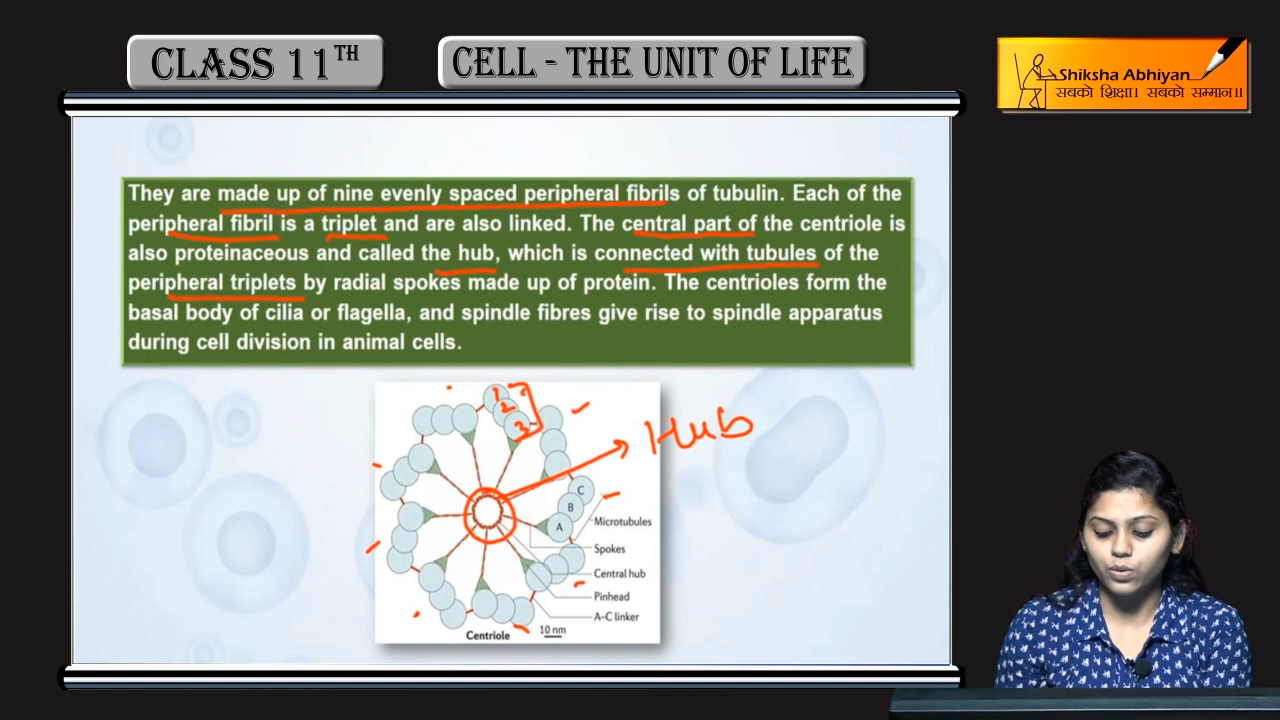 CLASS 11TH
CELL - THE UNIT OF LIFE
Shiksha Abhiyan
सबको शिक्षा। सबको सम्मान॥
They are made up of nine evenly spaced peripheral fibrils of tubulin. Each of the
peripheral fibril is a triplet and are also linked. The central part of the centriole is
also proteinaceous and called the hub, which is connected with tubules of the
peripheral triplets by radial spokes made up of protein. The centrioles form the
basal body of cilia or flagella, and spindle fibres give rise to spindle apparatus
during cell division in animal cells.
1
2
3
Hub
C
B
A
Microtubules
Spokes
Central hub
Pinhead
A–C linker
Centriole
10 nm